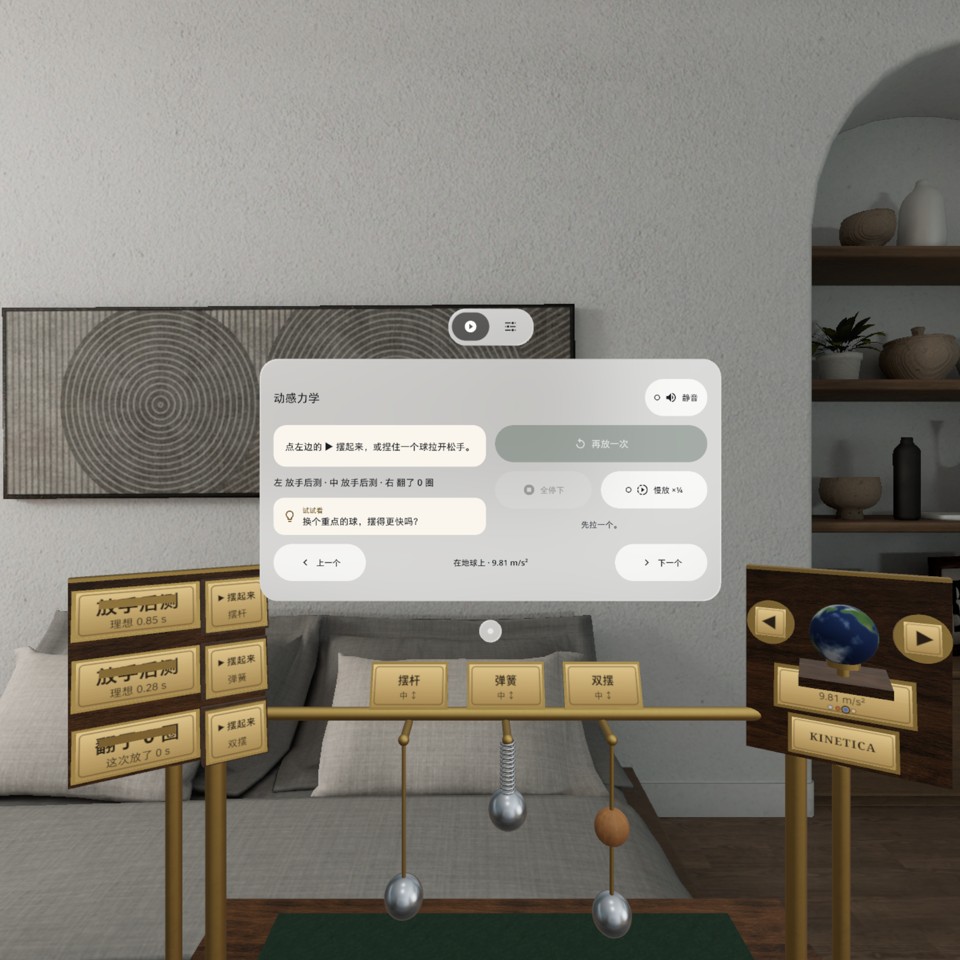 动感力学
静音
点左边的 ▶ 摆起来，或捏住一个球拉开松手。
再放一次
左 放手后测 · 中 放手后测 · 右 翻了 0 圈
全停下
慢放 ×¼
试试看
换个重点的球，摆得更快吗？
先拉一个。
上一个
在地球上 · 9.81 m/s²
下一个
放手后测
理想 0.85 s
▶ 摆起来
摆杆
放手后测
理想 0.28 s
▶ 摆起来
弹簧
翻了 0 圈
这次放了 0 s
▶ 摆起来
双摆
摆杆
中 ↕
弹簧
中 ↕
双摆
中 ↕
9.81 m/s²
KINETICA